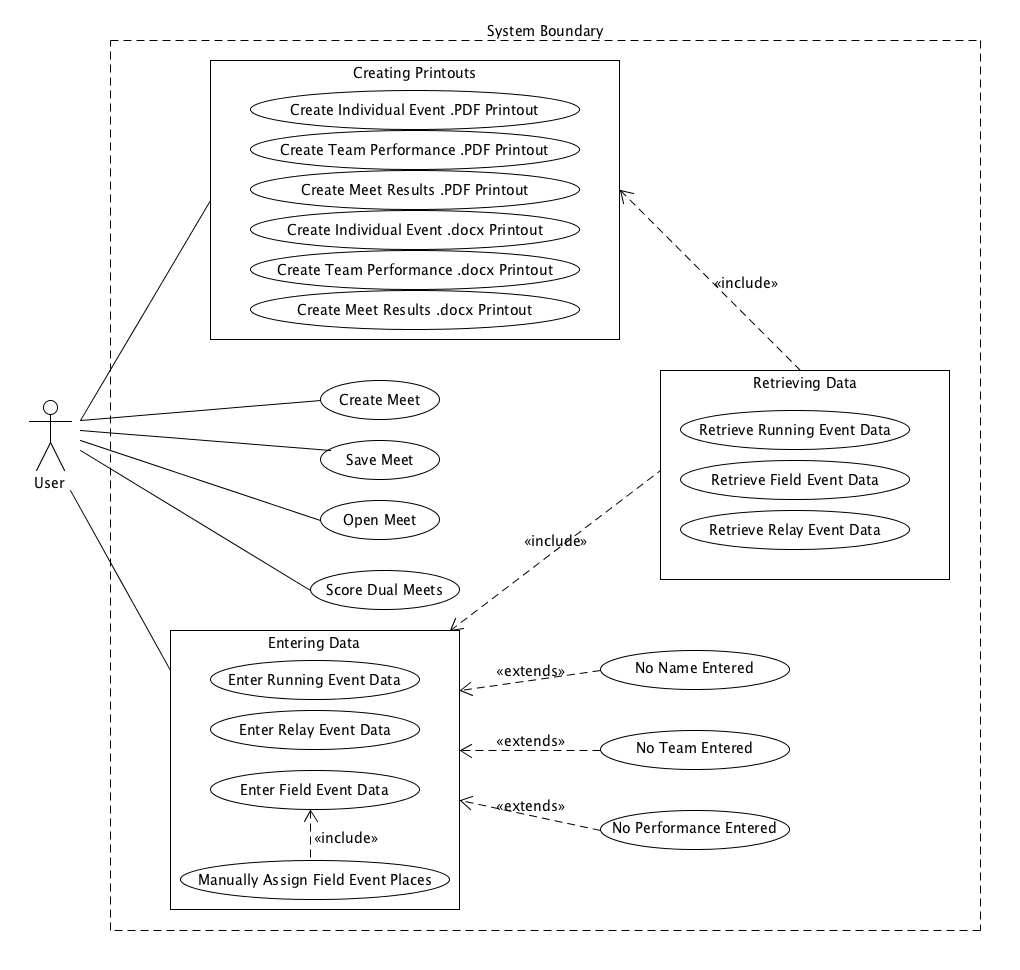 System Boundary
Creating Printouts
Create Individual Event .PDF Printout
Create Team Performance .PDF Printout
Create Meet Results .PDF Printout
Create Individual Event .docx Printout
Create Team Performance .docx Printout
Create Meet Results .docx Printout
«include»
Retrieving Data
Retrieve Running Event Data
Retrieve Field Event Data
Retrieve Relay Event Data
User
Create Meet
Save Meet
Open Meet
Score Dual Meets
«include»
Entering Data
Enter Running Event Data
Enter Relay Event Data
Enter Field Event Data
«include»
Manually Assign Field Event Places
«extends»
No Name Entered
«extends»
No Team Entered
«extends»
No Performance Entered